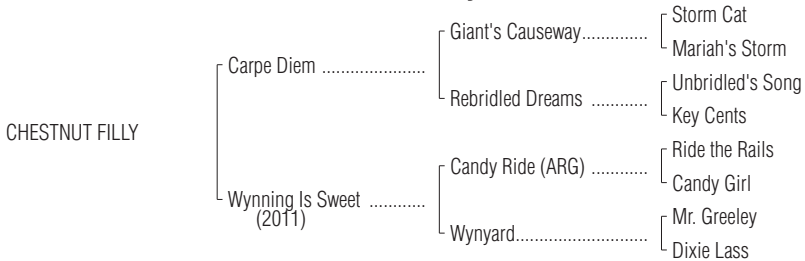 Storm Cat
Giant's Causeway..............
Mariah's Storm
Carpe Diem ......................
Unbridled's Song
Rebridled Dreams ............
Key Cents
CHESTNUT FILLY
Ride the Rails
Candy Ride (ARG) ............
Candy Girl
Wynning Is Sweet ............
(2011)
Mr. Greeley
Wynyard.............................
Dixie Lass